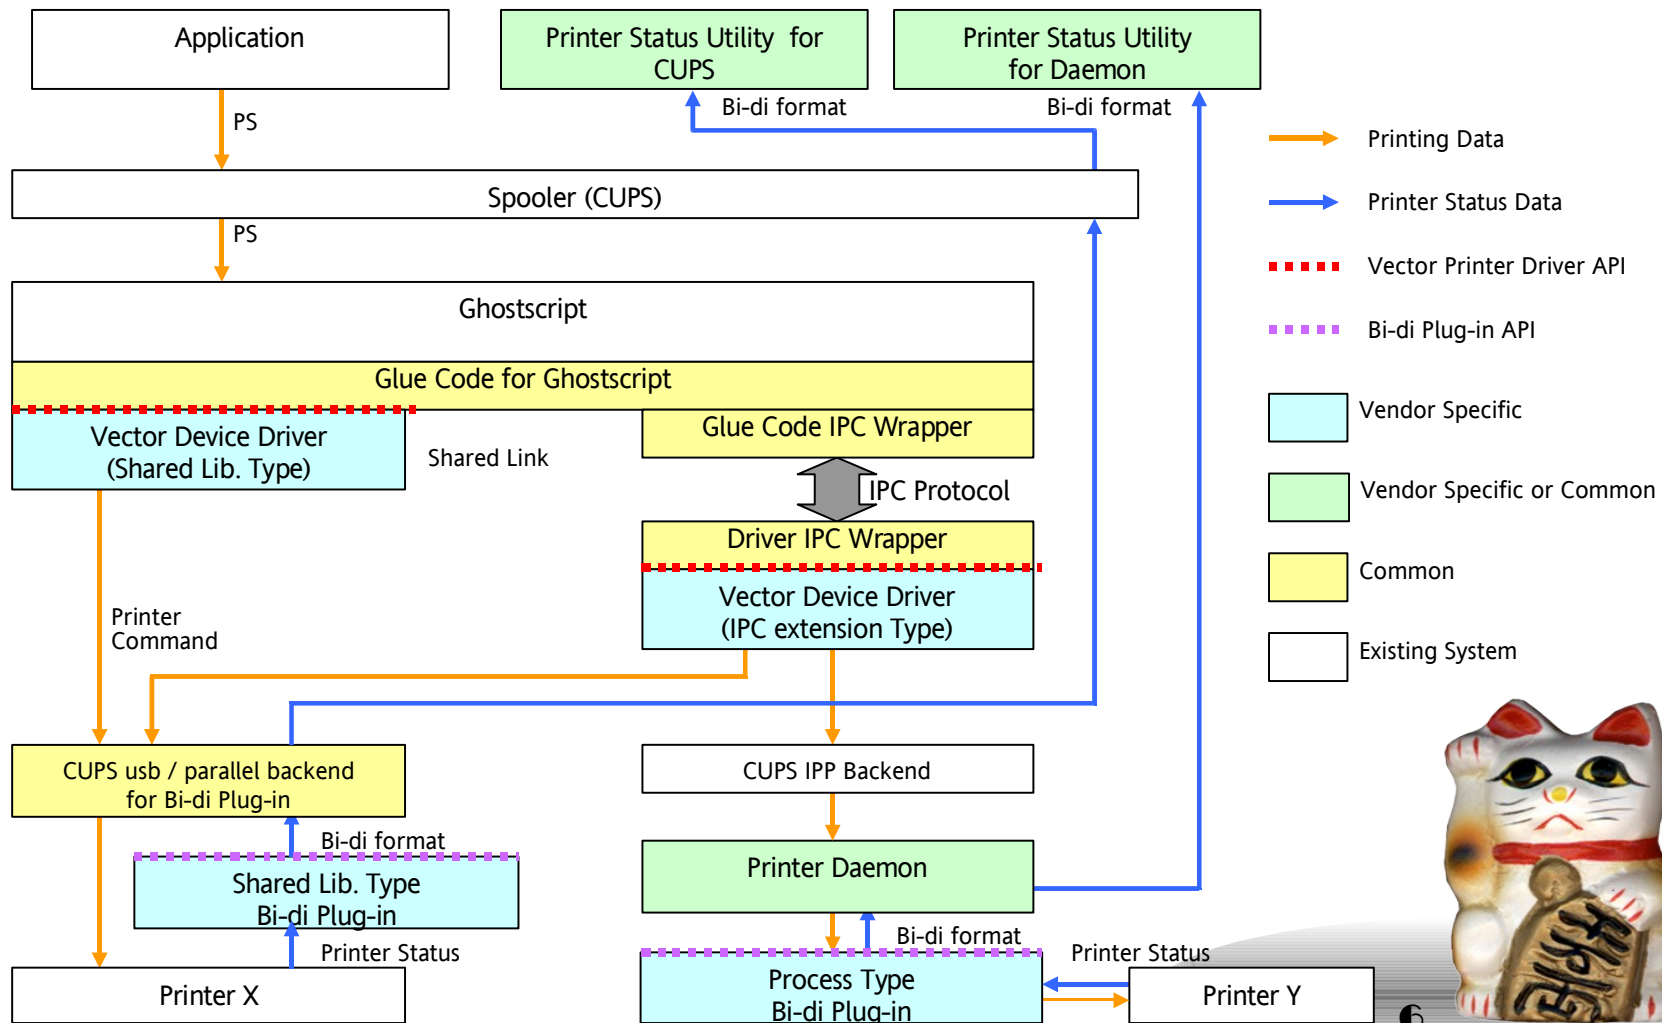 Application
Printer Status Utility for
CUPS
Printer Status Utility
for Daemon
Bi-di format
Bi-di format
PS
Spooler (CUPS)
PS
Ghostscript
Glue Code for Ghostscript
Vector Device Driver
(Shared Lib. Type)
Shared Link
Glue Code IPC Wrapper
IPC Protocol
Driver IPC Wrapper
Vector Device Driver
(IPC extension Type)
Printer
Command
CUPS usb / parallel backend
for Bi-di Plug-in
CUPS IPP Backend
Bi-di format
Shared Lib. Type
Bi-di Plug-in
Printer Daemon
Bi-di format
Printer Status
Printer Status
Printer X
Process Type
Bi-di Plug-in
Printer Y
Printing Data
Printer Status Data
Vector Printer Driver API
Bi-di Plug-in API
Vendor Specific
Vendor Specific or Common
Common
Existing System
6